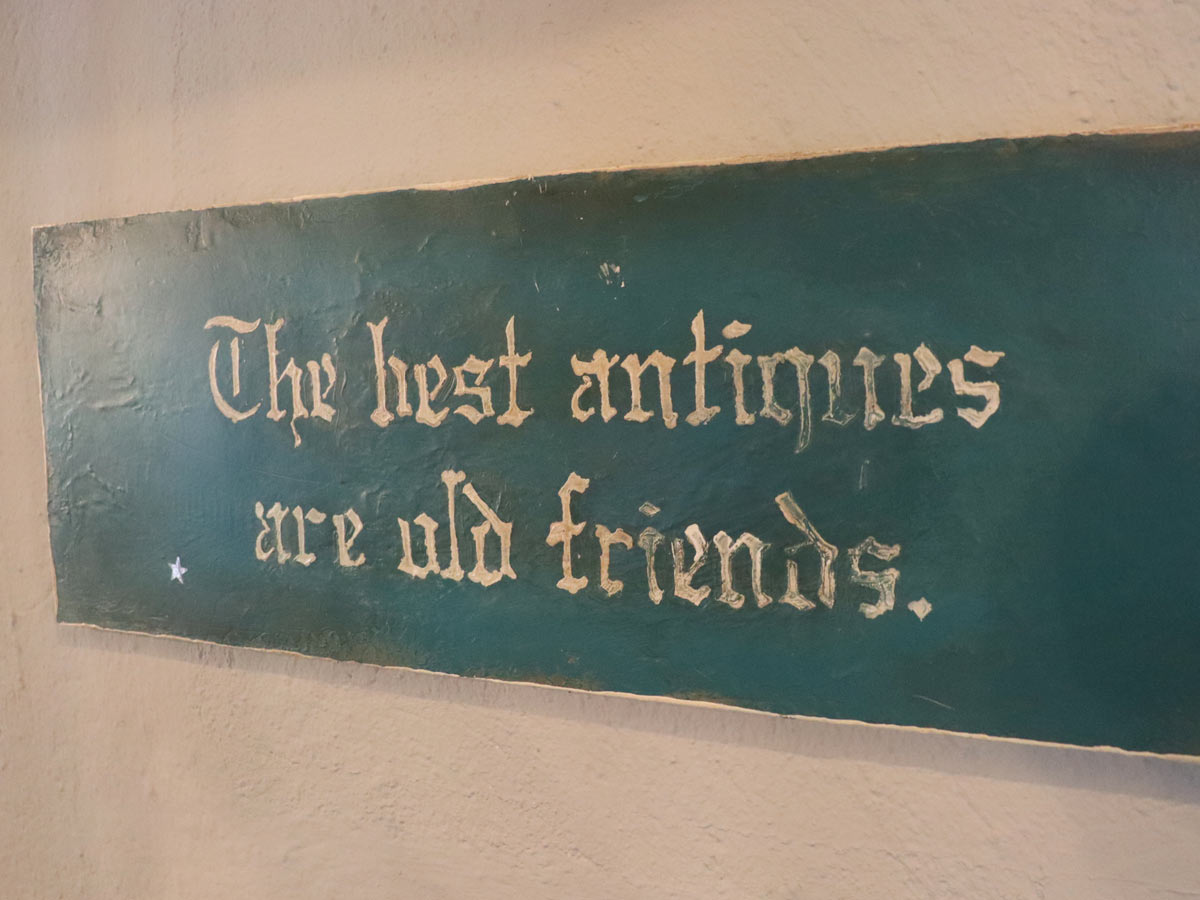 The best antiques
are old friends.